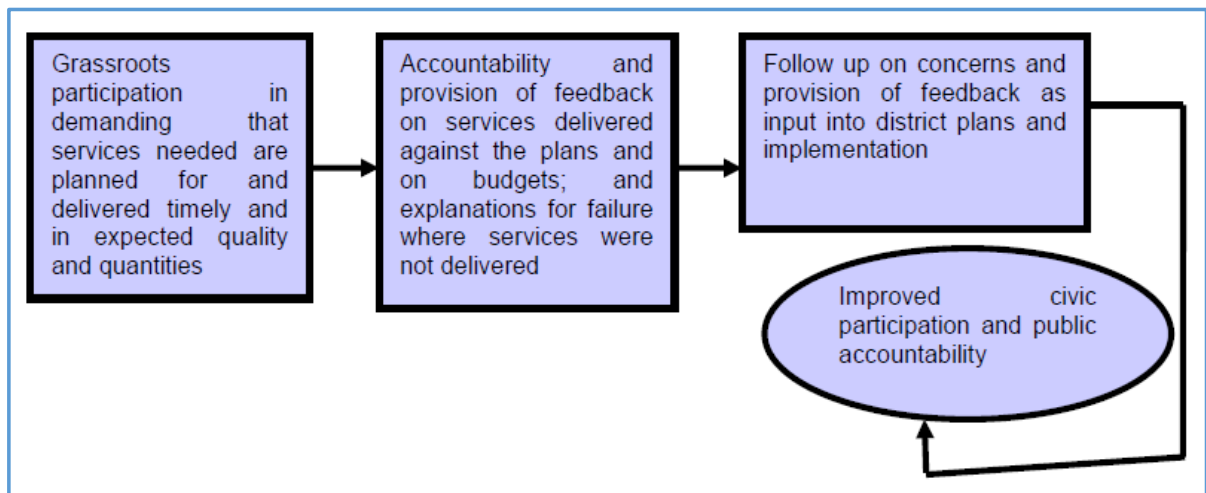 Grassroots
participation in
demanding that
services needed are
planned for and
delivered timely and
in expected quality
and quantities
Accountability and
provision of feedback
on services delivered
against the plans and
on budgets; and
explanations for failure
where services were
not delivered
Follow up on concerns and
provision of feedback as
input into district plans and
implementation
Improved civic
participation and public
accountability